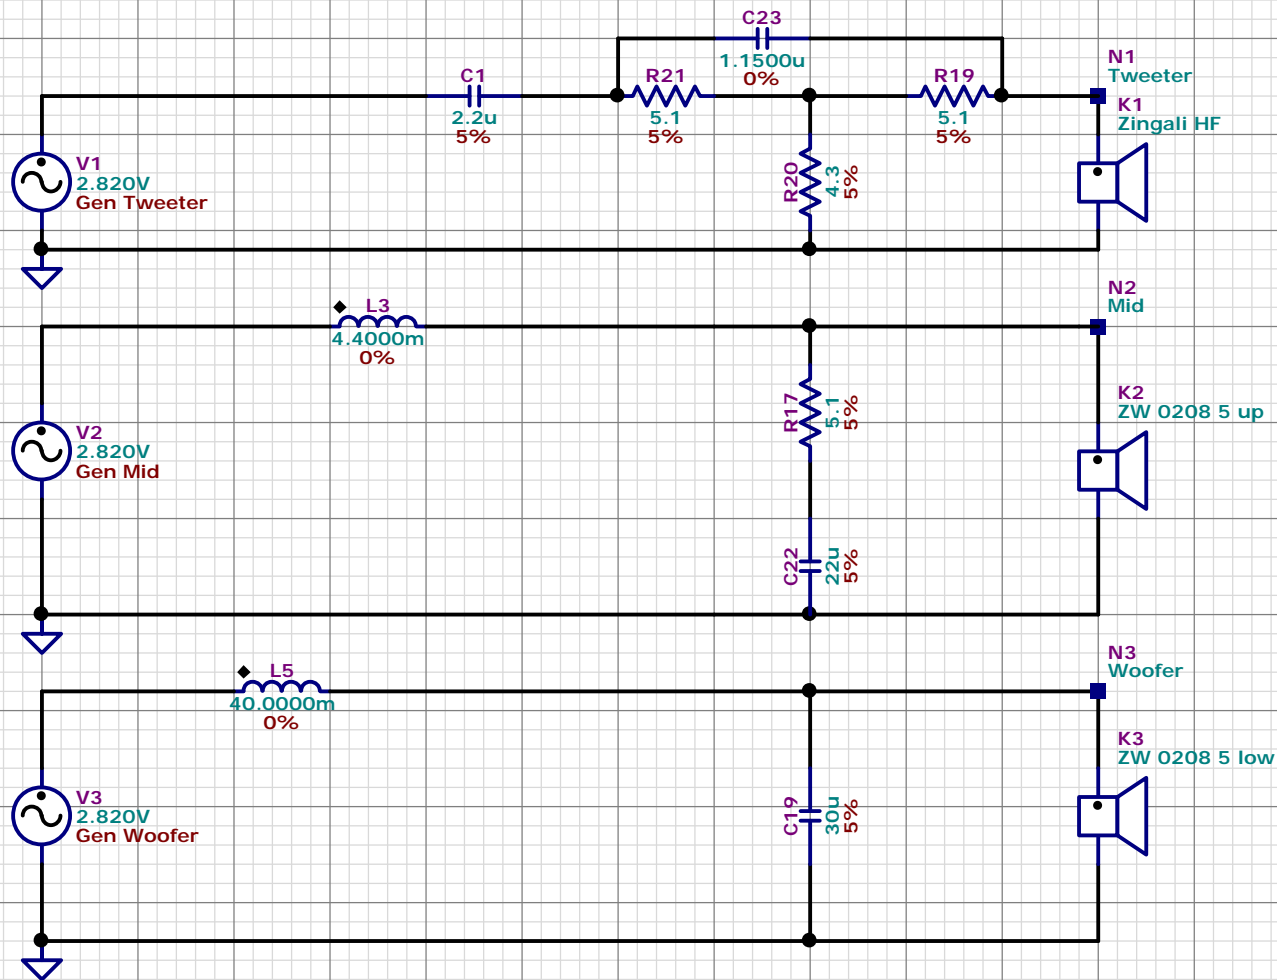 C23
1.1500u
0%
C1
2.2u
5%
R21
5.1
5%
R19
5.1
5%
N1
Tweeter
K1
Zingali HF
V1
2.820V
Gen Tweeter
R20
4.3
5%
L3
4.4000m
0%
N2
Mid
R17
5.1
5%
K2
ZW 0208 5 up
V2
2.820V
Gen Mid
C22
22u
5%
L5
40.0000m
0%
N3
Woofer
K3
ZW 0208 5 low
V3
2.820V
Gen Woofer
C19
30u
5%